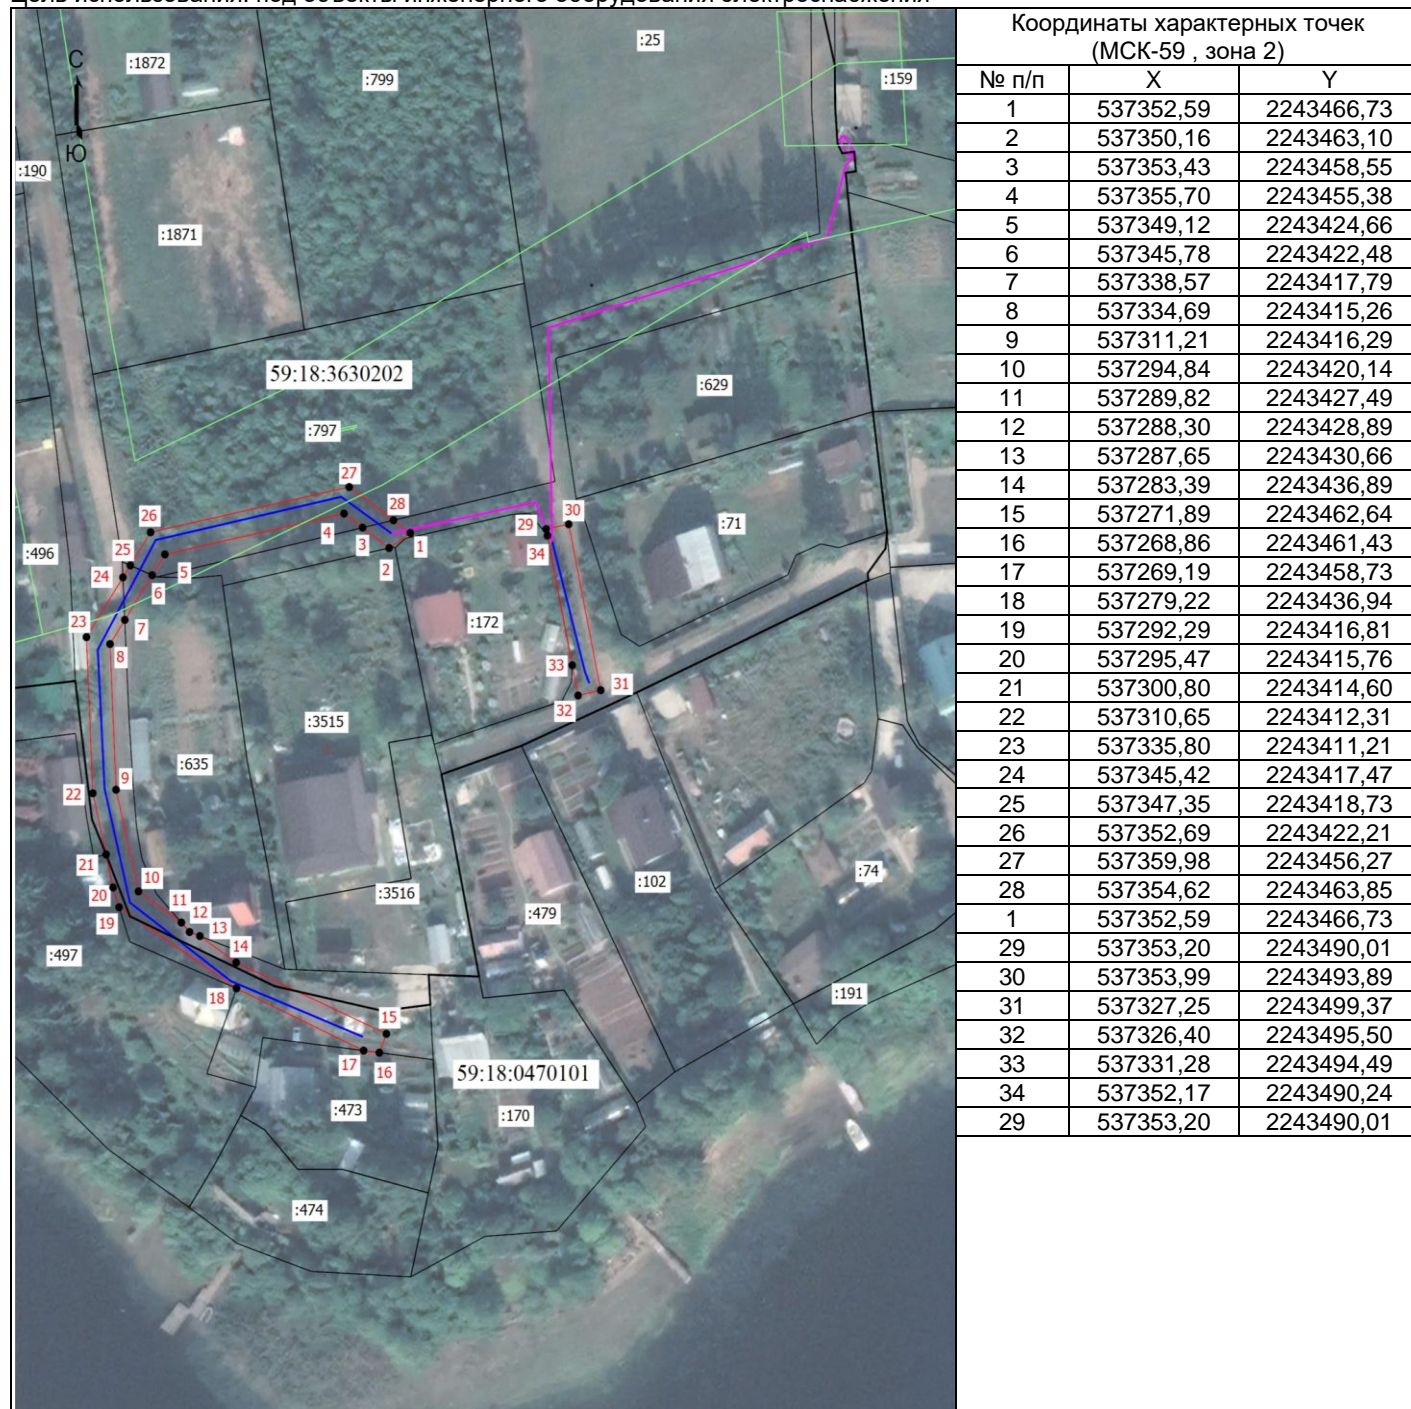 Цель использования: под объекты инженерного оборудования электроснабжения
С
Ю
:1872
:799
:25
:159
:190
:1871
59:18:3630202
:629
:797
27
28
26
30
29
:71
4
3
1
34
:496
25
5
2
24
6
23
7
:172
8
33
31
32
:3515
:635
9
22
21
10
:74
20
11
12
:3516
:102
19
13
:479
14
:497
18
:191
15
17
16
59:18:0470101
:473
:170
:474
Координаты характерных точек
(МСК-59 , зона 2)
№ п/п X Y
1 537352,59 2243466,73
2 537350,16 2243463,10
3 537353,43 2243458,55
4 537355,70 2243455,38
5 537349,12 2243424,66
6 537345,78 2243422,48
7 537338,57 2243417,79
8 537334,69 2243415,26
9 537311,21 2243416,29
10 537294,84 2243420,14
11 537289,82 2243427,49
12 537288,30 2243428,89
13 537287,65 2243430,66
14 537283,39 2243436,89
15 537271,89 2243462,64
16 537268,86 2243461,43
17 537269,19 2243458,73
18 537279,22 2243436,94
19 537292,29 2243416,81
20 537295,47 2243415,76
21 537300,80 2243414,60
22 537310,65 2243412,31
23 537335,80 2243411,21
24 537345,42 2243417,47
25 537347,35 2243418,73
26 537352,69 2243422,21
27 537359,98 2243456,27
28 537354,62 2243463,85
1 537352,59 2243466,73
29 537353,20 2243490,01
30 537353,99 2243493,89
31 537327,25 2243499,37
32 537326,40 2243495,50
33 537331,28 2243494,49
34 537352,17 2243490,24
29 537353,20 2243490,01